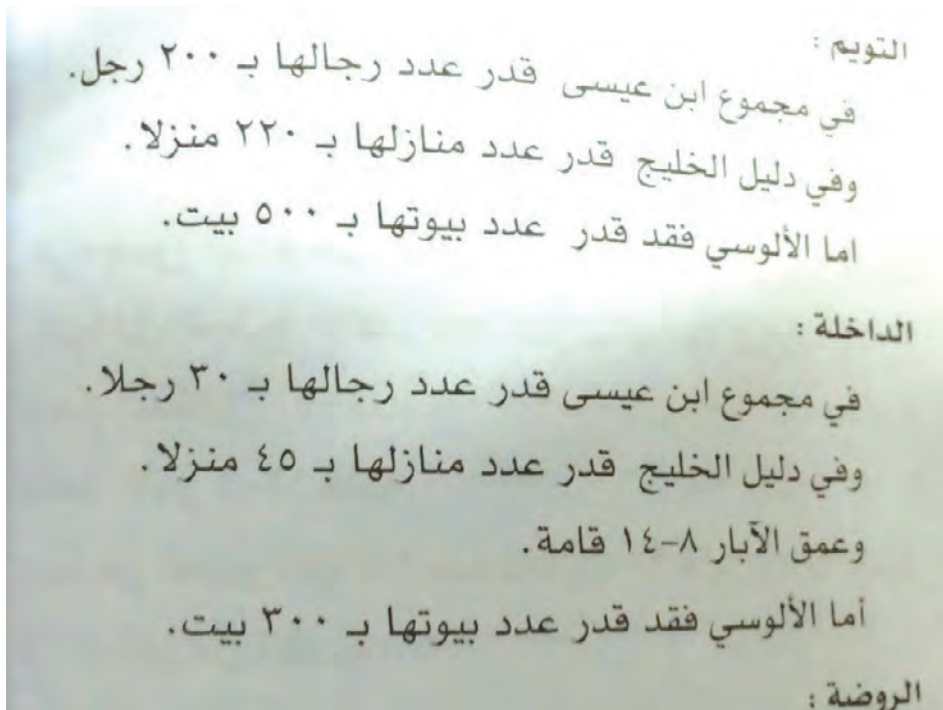 التويم :
في مجموع ابن عيسى قدر عدد رجالها بـ ٢٠٠ رجل.
وفي دليل الخليج قدر عدد منازلها بـ ٢٢٠ منزلا.
اما الألوسي فقد قدر عدد بيوتها بـ ٥٠٠ بيت.
الداخلة :
في مجموع ابن عيسى قدر عدد رجالها بـ ٣٠ رجلا.
وفي دليل الخليج قدر عدد منازلها بـ ٤٥ منزلا.
وعمق الآبار ٨-١٤ قامة.
أما الألوسي فقد قدر عدد بيوتها بـ ٣٠٠ بيت.
الروضة :